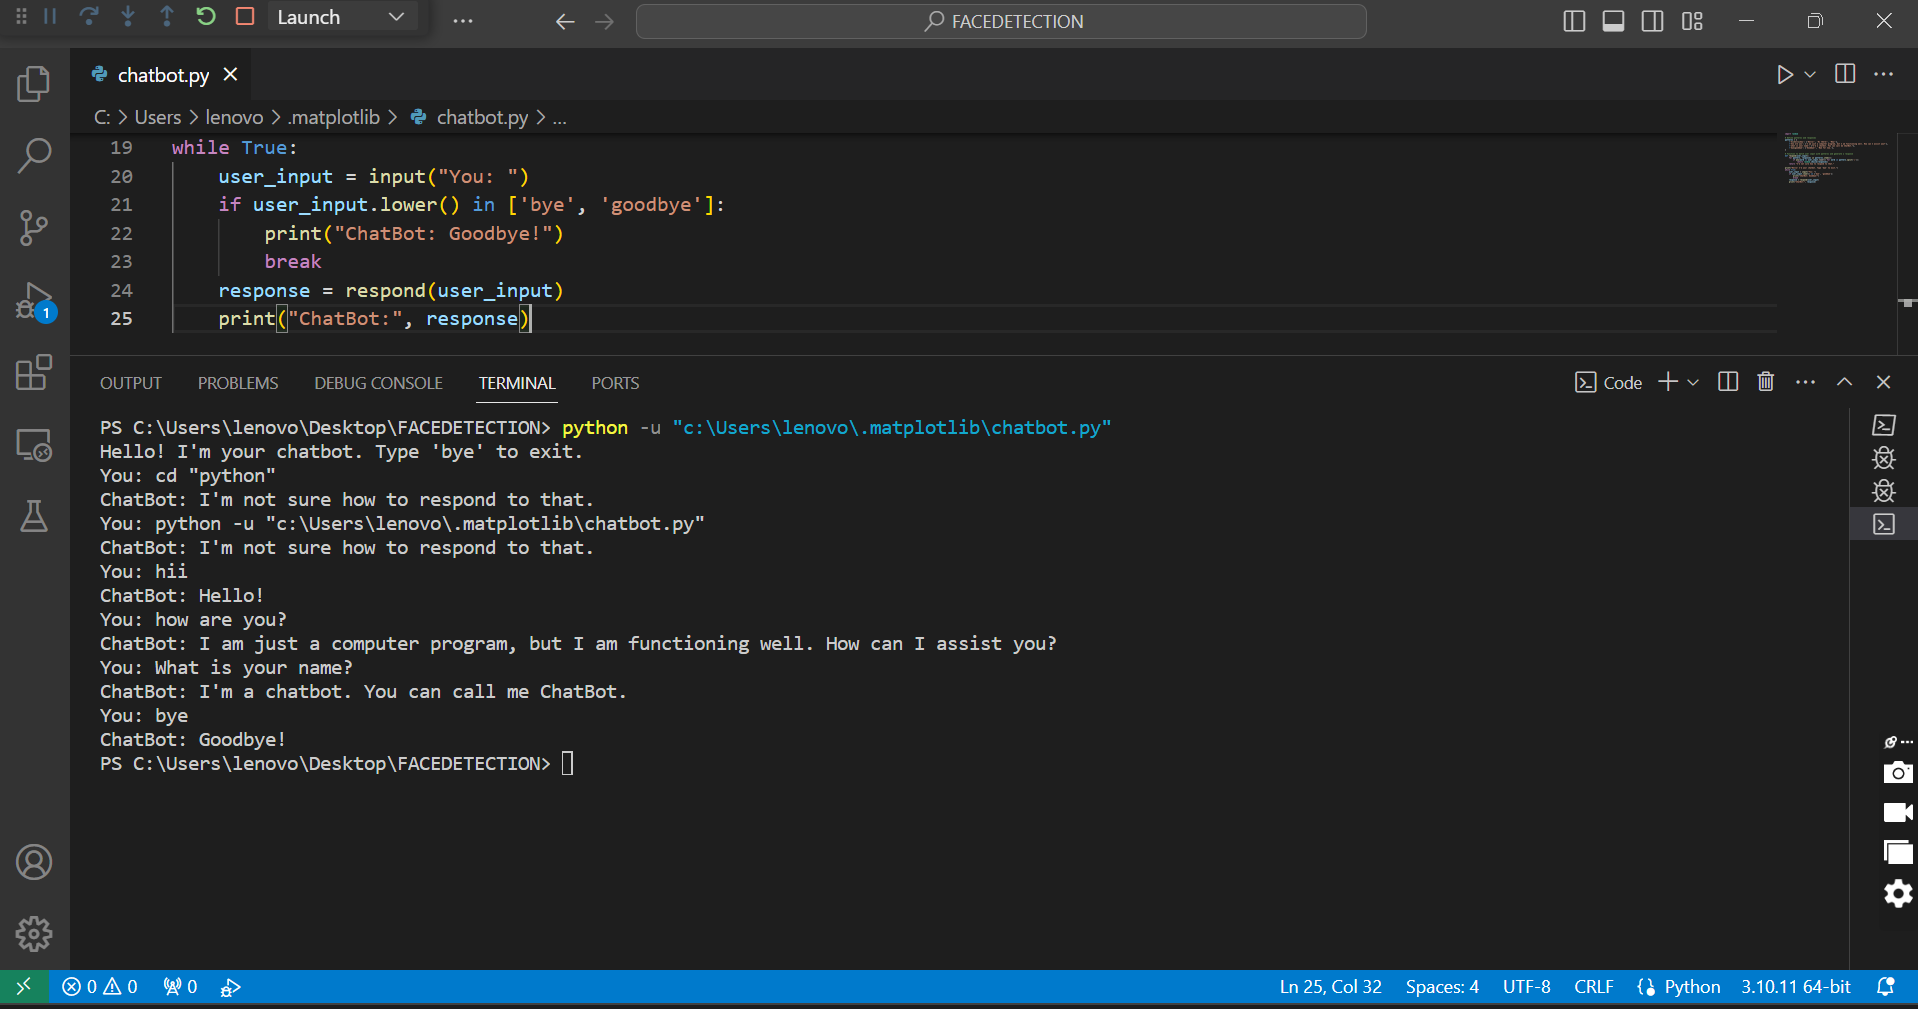 Launch
FACEDETECTION
chatbot.py
C: > Users > lenovo > .matplotlib > chatbot.py > ...
19 while True:
20 user_input = input("You: ")
21 if user_input.lower() in ['bye', 'goodbye']:
22 print("ChatBot: Goodbye!")
23 break
24 response = respond(user_input)
25 print("ChatBot:", response)
1
OUTPUT PROBLEMS DEBUG CONSOLE TERMINAL PORTS Code
PS C:\Users\lenovo\Desktop\FACEDETECTION> python -u "c:\Users\lenovo\.matplotlib\chatbot.py"
Hello! I'm your chatbot. Type 'bye' to exit.
You: cd "python"
ChatBot: I'm not sure how to respond to that.
You: python -u "c:\Users\lenovo\.matplotlib\chatbot.py"
ChatBot: I'm not sure how to respond to that.
You: hii
ChatBot: Hello!
You: how are you?
ChatBot: I am just a computer program, but I am functioning well. How can I assist you?
You: What is your name?
ChatBot: I'm a chatbot. You can call me ChatBot.
You: bye
ChatBot: Goodbye!
PS C:\Users\lenovo\Desktop\FACEDETECTION>
0 0 0 Ln 25, Col 32 Spaces: 4 UTF-8 CRLF Python 3.10.11 64-bit